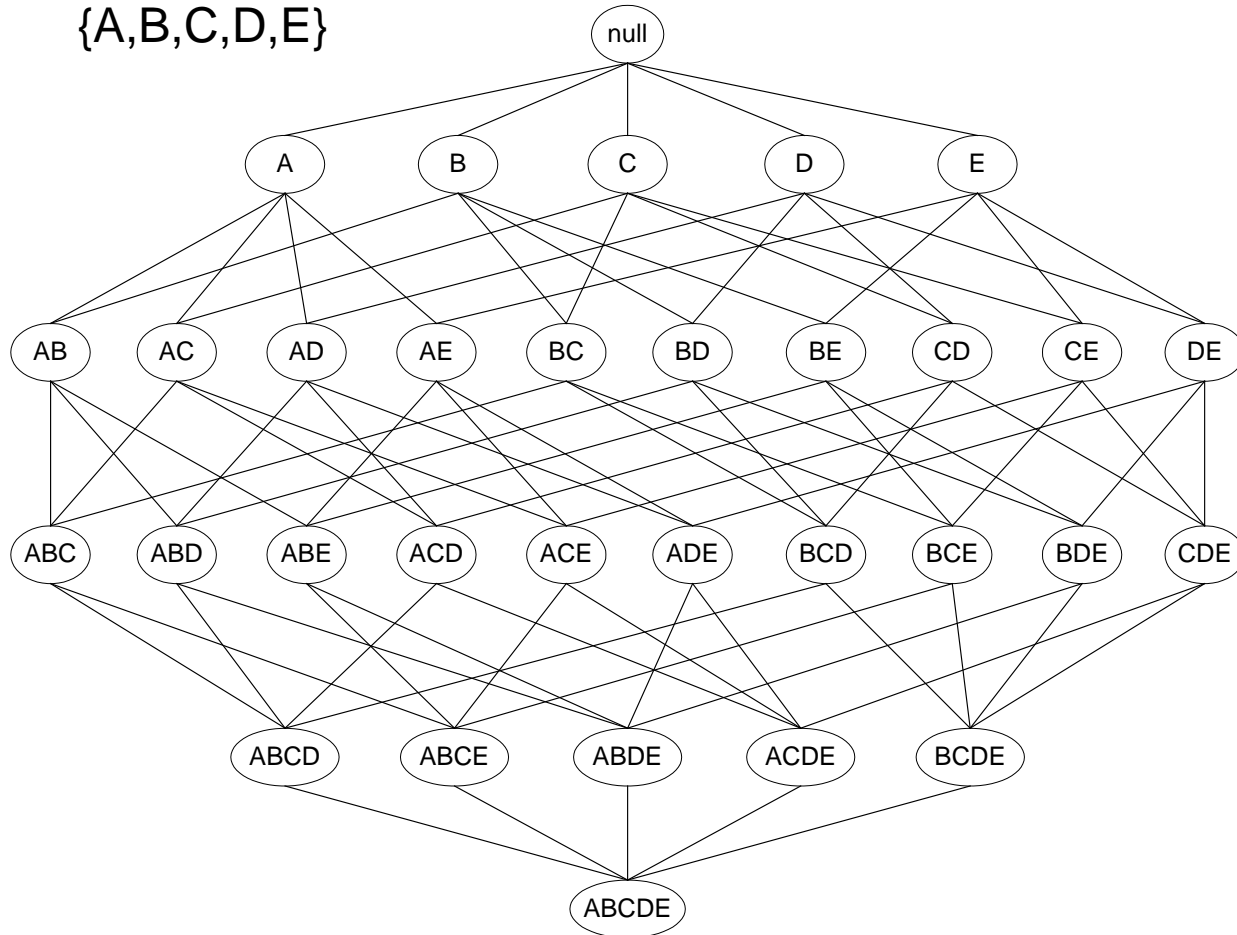 {A,B,C,D,E}
null
A B C D E
AB AC AD AE BC BD BE CD CE DE
ABC ABD ABE ACD ACE ADE BCD BCE BDE CDE
ABCD ABCE ABDE ACDE BCDE
ABCDE